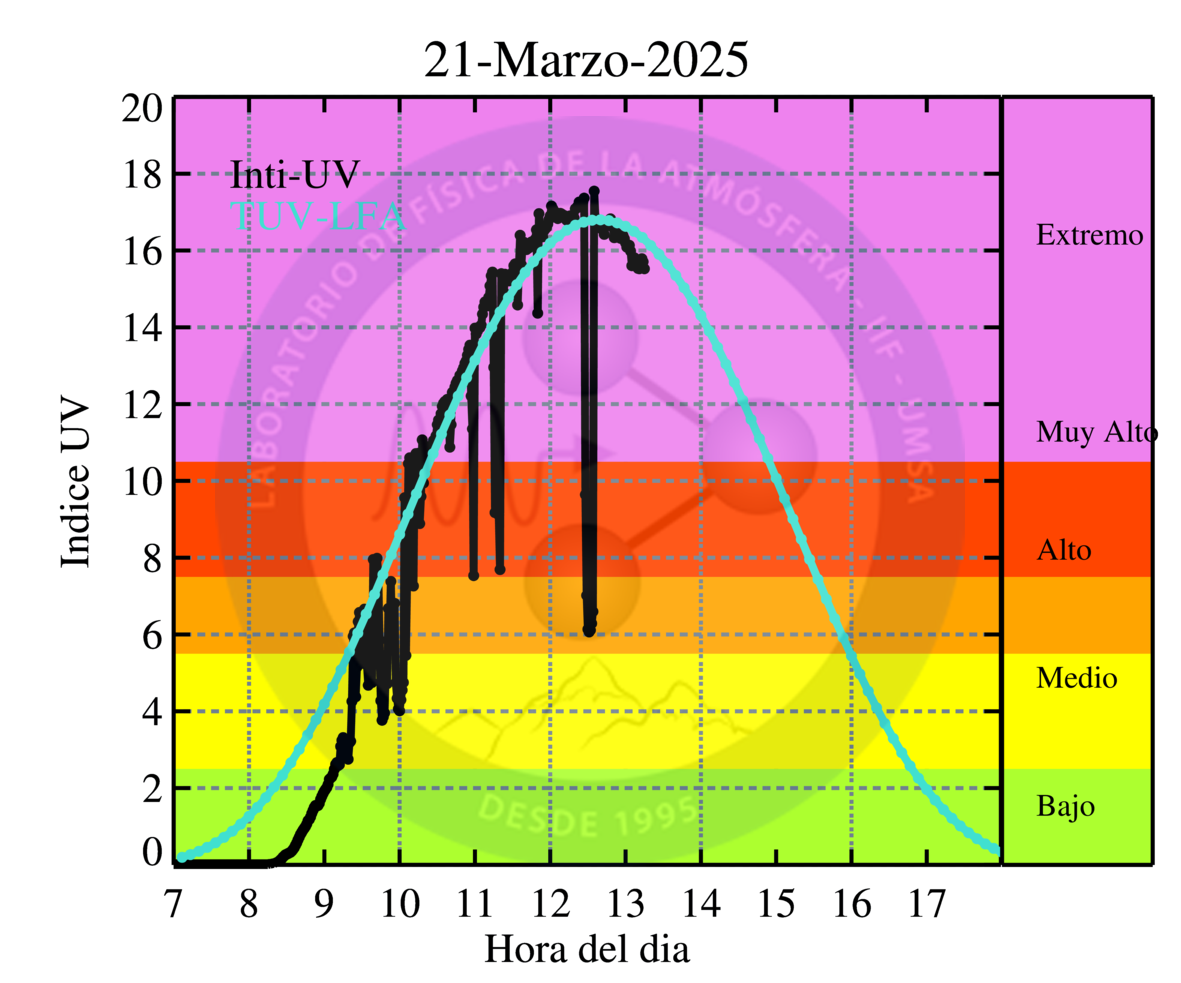 21-Marzo-2025
Inti-UV
TUV-LFA
LABORATORIO DE FÍSICA DE LA ATMÓSFERA - IIF - UMSA
DESDE 1995
Indice UV
20
18
16
14
12
10
8
6
4
2
0
Extremo
Muy Alto
Alto
Medio
Bajo
7 8 9 10 11 12 13 14 15 16 17
Hora del dia